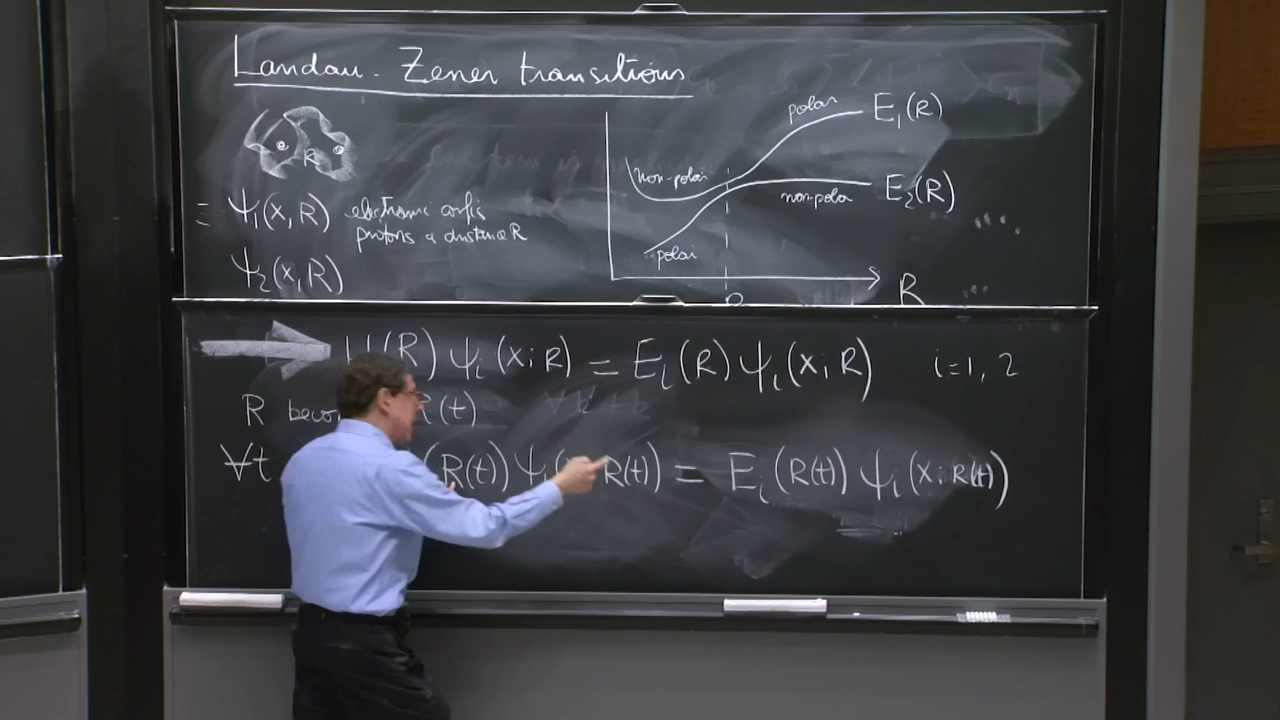 Landau-Zener transitions
R
= Ψ₁(x,R) electronic config
protons a distance R
Ψ₂(x,R)
polar E₁(R)
non-polar
non-polar E₂(R)
polar
R
(R) Ψᵢ(x;R) = Eᵢ(R) Ψᵢ(x;R) i=1, 2
R R(t)
∀t (R(t)) Ψᵢ( R(t)) = Eᵢ(R(t)) Ψᵢ(x;R(t))